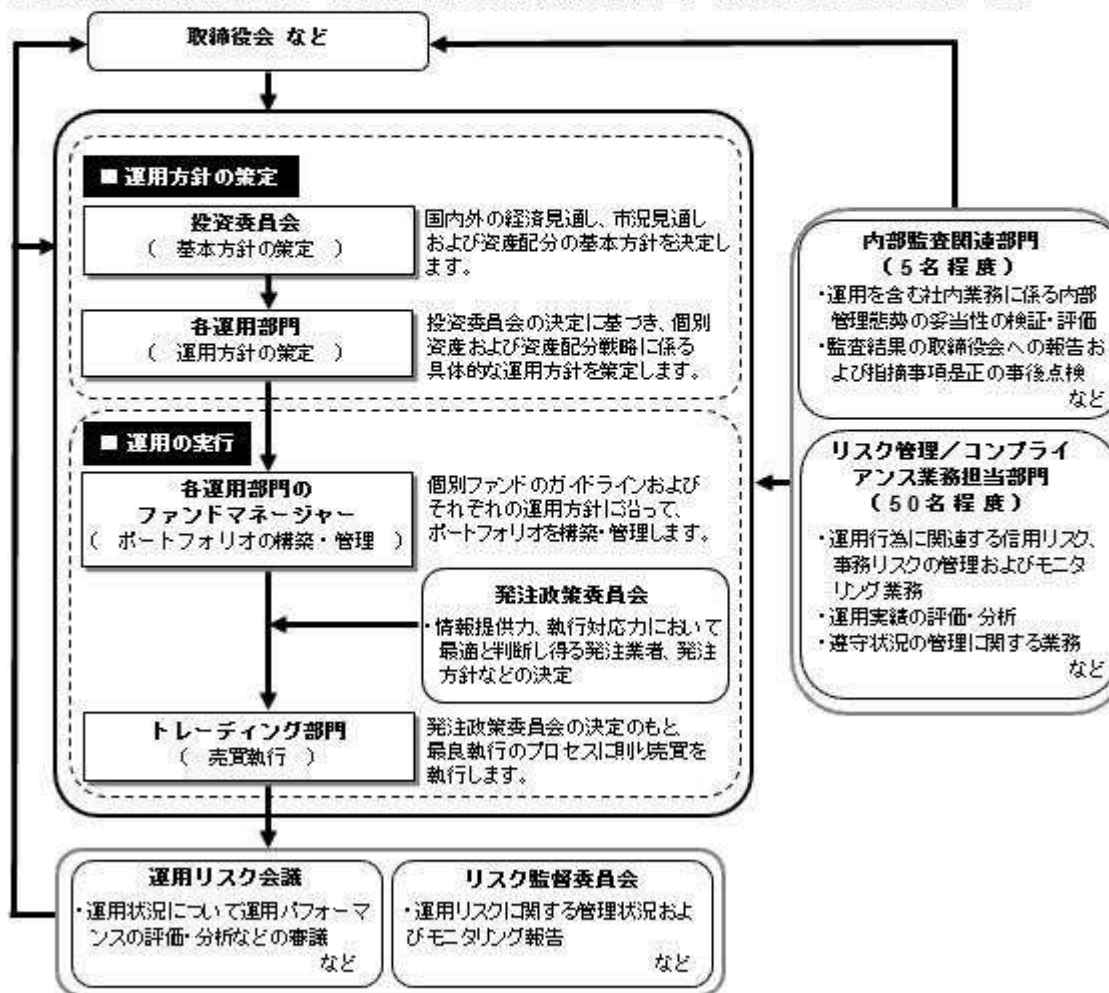 取締役会 など
■ 運用方針の策定
投資委員会
( 基本方針の策定 )
国内外の経済見通し、市況見通し
および資産配分の基本方針を決定し
ます。
各運用部門
( 運用方針の策定 )
投資委員会の決定に基づき、個別
資産および資産配分戦略に係る
具体的な運用方針を策定します。
■ 運用の実行
各運用部門の
ファンドマネージャー
( ポートフォリオの構築・管理 )
個別ファンドのガイドラインおよび
それぞれの運用方針に沿って、
ポートフォリオを構築・管理します。
発注政策委員会
・情報提供力、執行対応力において
最適と判断し得る発注業者、発注
方針などの決定
トレーディング部門
( 売買執行 )
発注政策委員会の決定のもと
最良執行のプロセスに則り売買を
執行します。
内部監査関連部門
(5名程度)
・運用を含む社内業務に係る内部
管理態勢の妥当性の検証・評価
・監査結果の取締役会への報告お
よび指摘事項是正の事後点検
など
リスク管理/コンプライ
アンス業務担当部門
(50名程度)
・運用行為に関連する信用リスク、
事務リスクの管理およびモニタ
リング業務
・運用実績の評価・分析
・遵守状況の管理に関する業務
など
運用リスク会議
・運用状況について運用パフォーマ
ンスの評価・分析などの審議
など
リスク監督委員会
・運用リスクに関する管理状況およ
びモニタリング報告
など